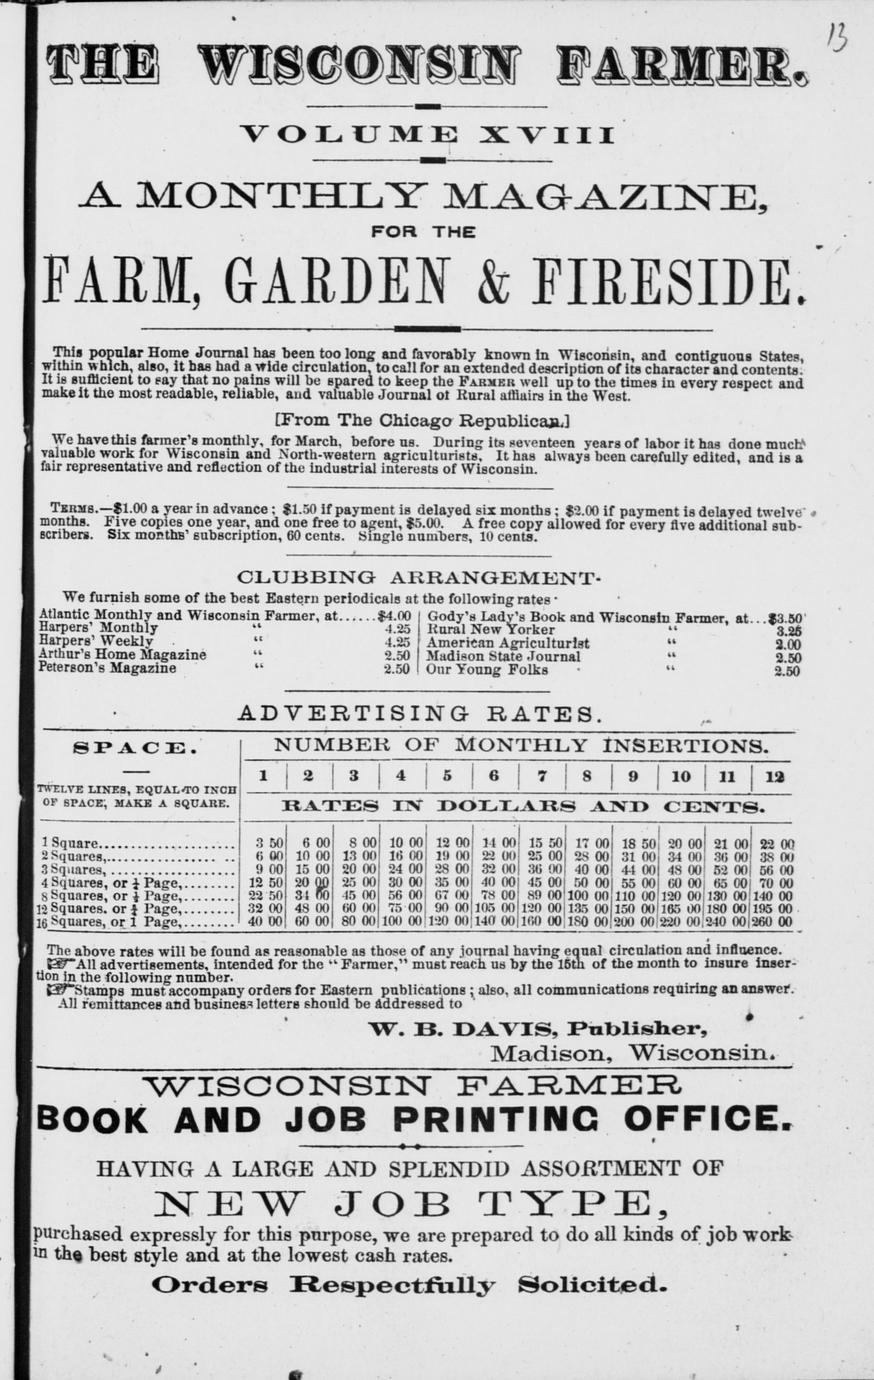 13
THE WISCONSIN FARMER.
VOLUME XVIII
A MONTHLY MAGAZINE,
FOR THE
FARM, GARDEN & FIRESIDE.
This popular Home Journal has been too long and favorably known in Wisconsin, and contiguous States,
within which, also, it has had a wide circulation, to call for an extended description of its character and contents.
It is sufficient to say that no pains will be spared to keep the FARMER well up to the times in every respect and
make it the most readable, reliable, and valuable Journal of Rural affairs in the West.
[From The Chicago Republican.]
We have this farmer's monthly, for March, before us. During its seventeen years of labor it has done much
valuable work for Wisconsin and North-western agriculturists. It has always been carefully edited, and is a
fair representative and reflection of the industrial interests of Wisconsin.
TERMS.—$1.00 a year in advance; $1.50 if payment is delayed six months; $2.00 if payment is delayed twelve
months. Five copies one year, and one free to agent, $5.00. A free copy allowed for every five additional sub-
scribers. Six months' subscription, 60 cents. Single numbers, 10 cents.
CLUBBING ARRANGEMENT.
We furnish some of the best Eastern periodicals at the following rates
Atlantic Monthly and Wisconsin Farmer, at......$4.00
Harpers' Monthly " 4.25
Harpers' Weekly " 4.25
Arthur's Home Magazine " 2.50
Peterson's Magazine " 2.50
Gody's Lady's Book and Wisconsin Farmer, at...$3.50
Rural New Yorker " 3.25
American Agriculturist " 2.00
Madison State Journal " 2.50
Our Young Folks " 2.50
ADVERTISING RATES.
SPACE.
TWELVE LINES, EQUAL TO INCH
OF SPACE, MAKE A SQUARE.
NUMBER OF MONTHLY INSERTIONS.
1 | 2 | 3 | 4 | 5 | 6 | 7 | 8 | 9 | 10 | 11 | 12
RATES IN DOLLARS AND CENTS.
1 Square...................... 3 50 6 00 8 00 10 00 12 00 14 00 15 50 17 00 18 50 20 00 21 00 22 00
2 Squares,..................... 6 00 10 00 13 00 16 00 19 00 22 00 25 00 28 00 31 00 34 00 36 00 38 00
3 Squares, .................... 9 00 15 00 20 00 24 00 28 00 32 00 36 00 40 00 44 00 48 00 52 00 56 00
4 Squares, or ¼ Page,........ 12 50 20 00 25 00 30 00 35 00 40 00 45 00 50 00 55 00 60 00 65 00 70 00
8 Squares, or ½ Page,........ 22 50 34 00 45 00 56 00 67 00 78 00 89 00 100 00 110 00 120 00 130 00 140 00
12 Squares. or ¾ Page,........ 32 00 48 00 60 00 75 00 90 00 105 00 120 00 135 00 150 00 165 00 180 00 195 00
16 Squares, or 1 Page,........ 40 00 60 00 80 00 100 00 120 00 140 00 160 00 180 00 200 00 220 00 240 00 260 00
The above rates will be found as reasonable as those of any journal having equal circulation and influence.
☞All advertisements, intended for the "Farmer," must reach us by the 15th of the month to insure inser-
tion in the following number.
☞Stamps must accompany orders for Eastern publications; also, all communications requiring an answer.
All remittances and business letters should be addressed to
W. B. DAVIS, Publisher,
Madison, Wisconsin.
WISCONSIN FARMER
BOOK AND JOB PRINTING OFFICE.
HAVING A LARGE AND SPLENDID ASSORTMENT OF
NEW JOB TYPE,
purchased expressly for this purpose, we are prepared to do all kinds of job work
in the best style and at the lowest cash rates.
Orders Respectfully Solicited.